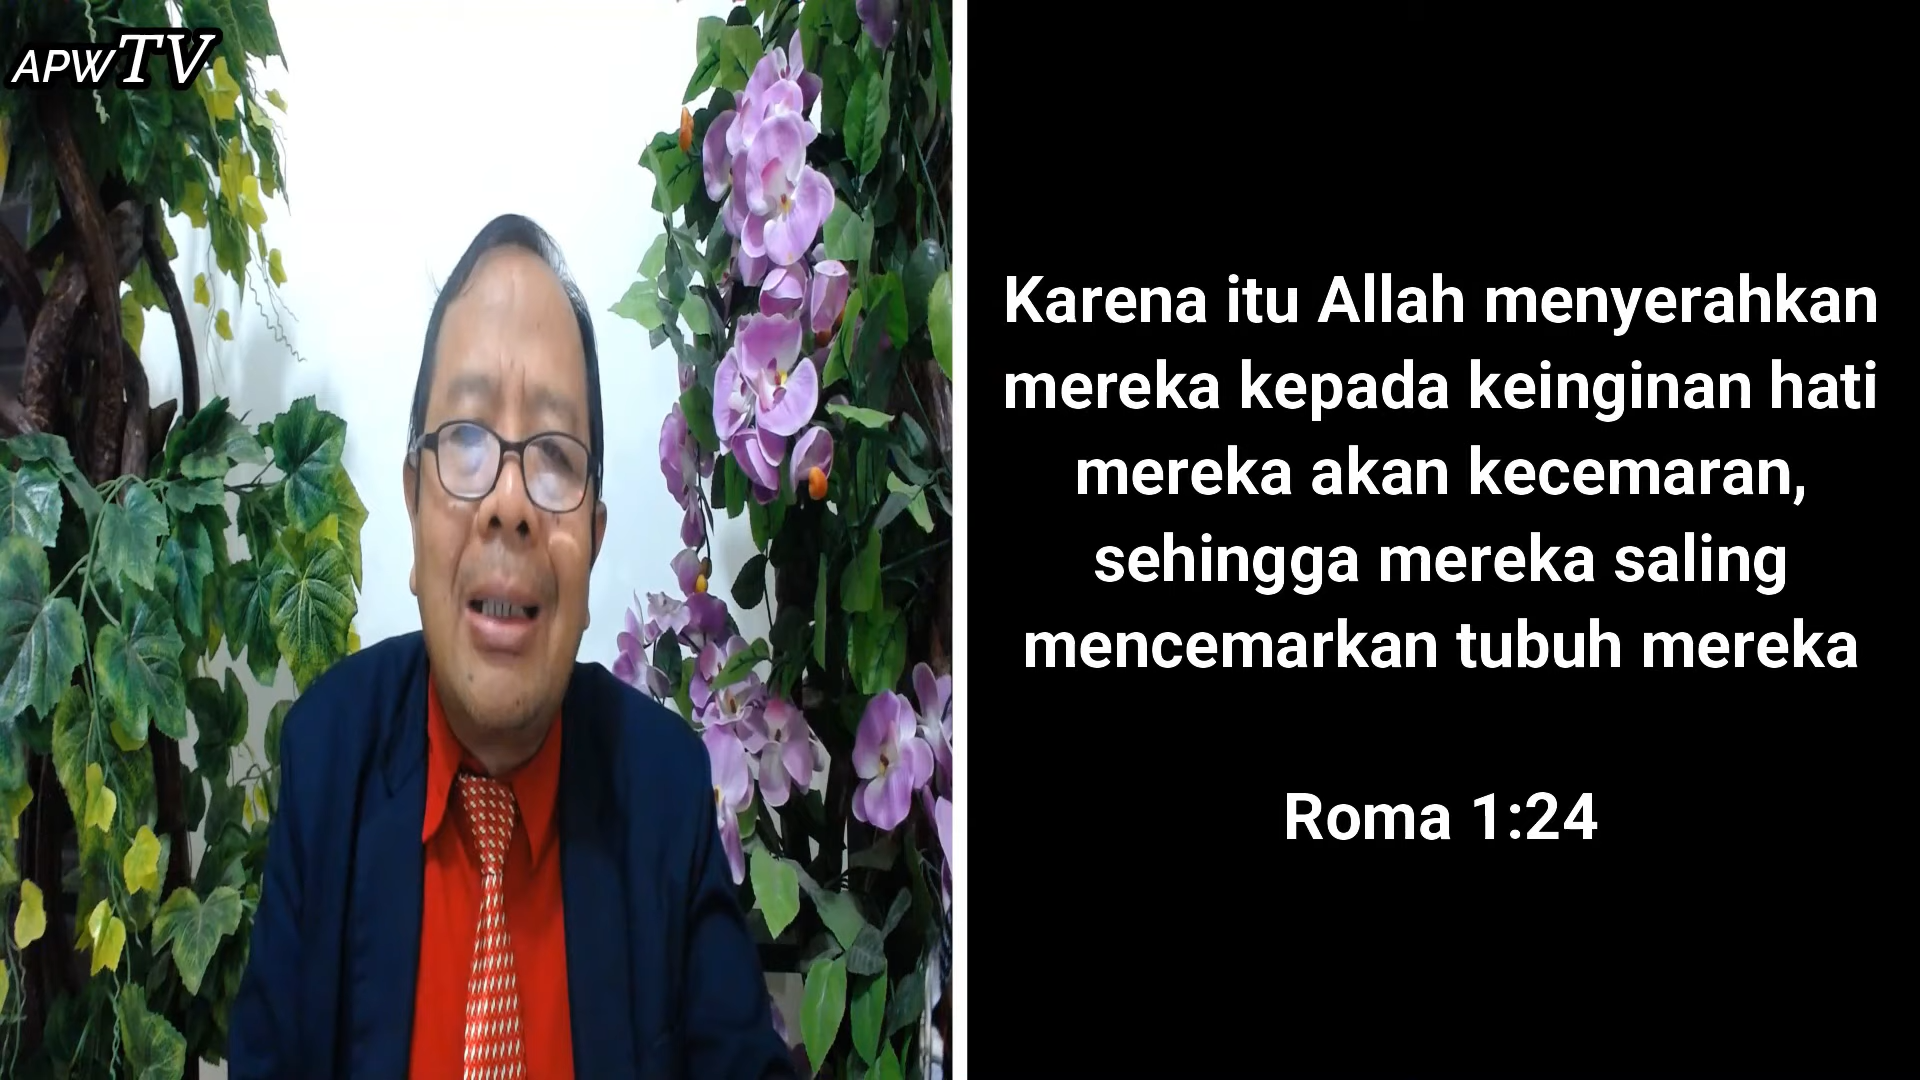 APWTV
Karena itu Allah menyerahkan
mereka kepada keinginan hati
mereka akan kecemaran,
sehingga mereka saling
mencemarkan tubuh mereka
Roma 1:24